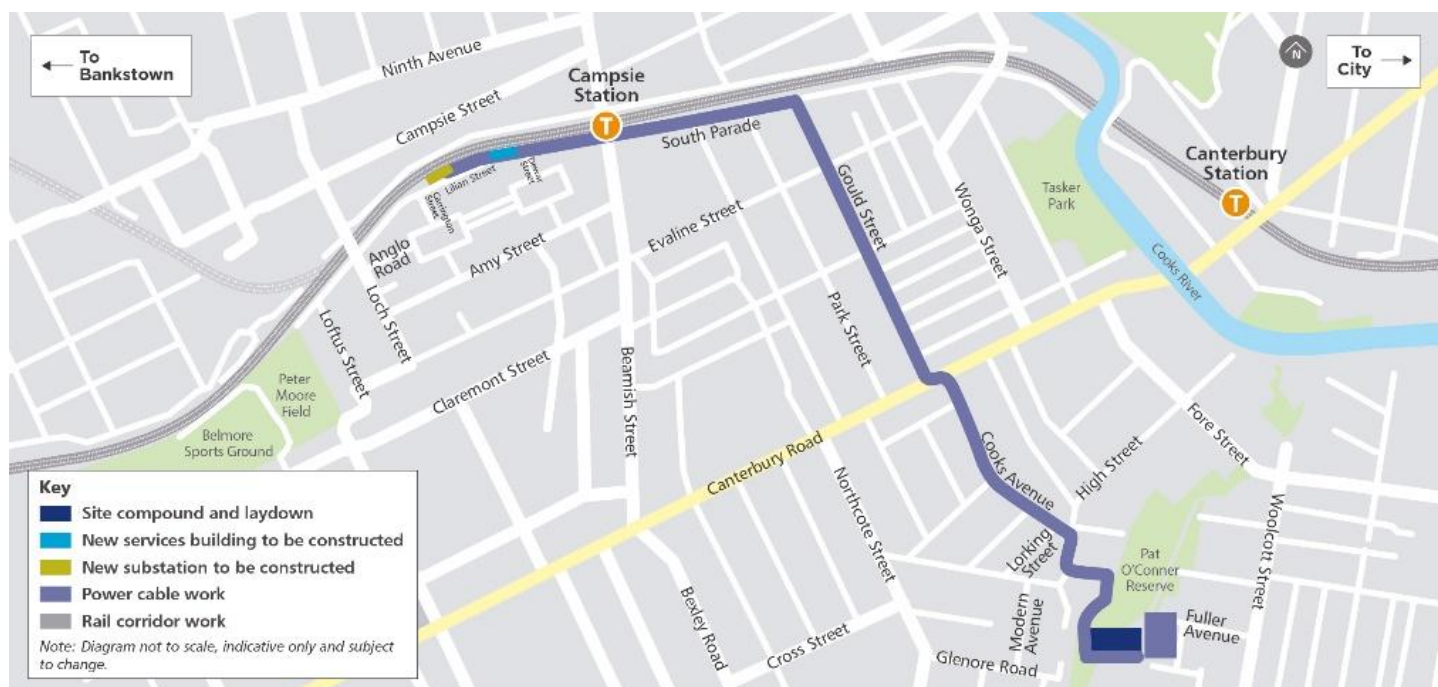 To
Bankstown
Ninth Avenue
Campsie Street
Campsie
Station
T
N
To
City
Canterbury
Station
T
South Parade
Dewar
Street
Lilian Street
Carrington
Street
Anglo
Road
Amy Street
Evaline Street
Gould Street
Wonga Street
Tasker
Park
Cooks River
Loch Street
Loftus Street
Park Street
Peter
Moore
Field
Belmore
Sports Ground
Claremont Street
Beamish Street
Canterbury Road
Cooks Avenue
High Street
Fore Street
Northcote Street
Woolcott Street
Lorking
Street
Pat
O'Conner
Reserve
Bexley Road
Cross Street
Modern
Avenue
Fuller
Avenue
Glenore Road
Key
Site compound and laydown
New services building to be constructed
New substation to be constructed
Power cable work
Rail corridor work
Note: Diagram not to scale, indicative only and subject
to change.